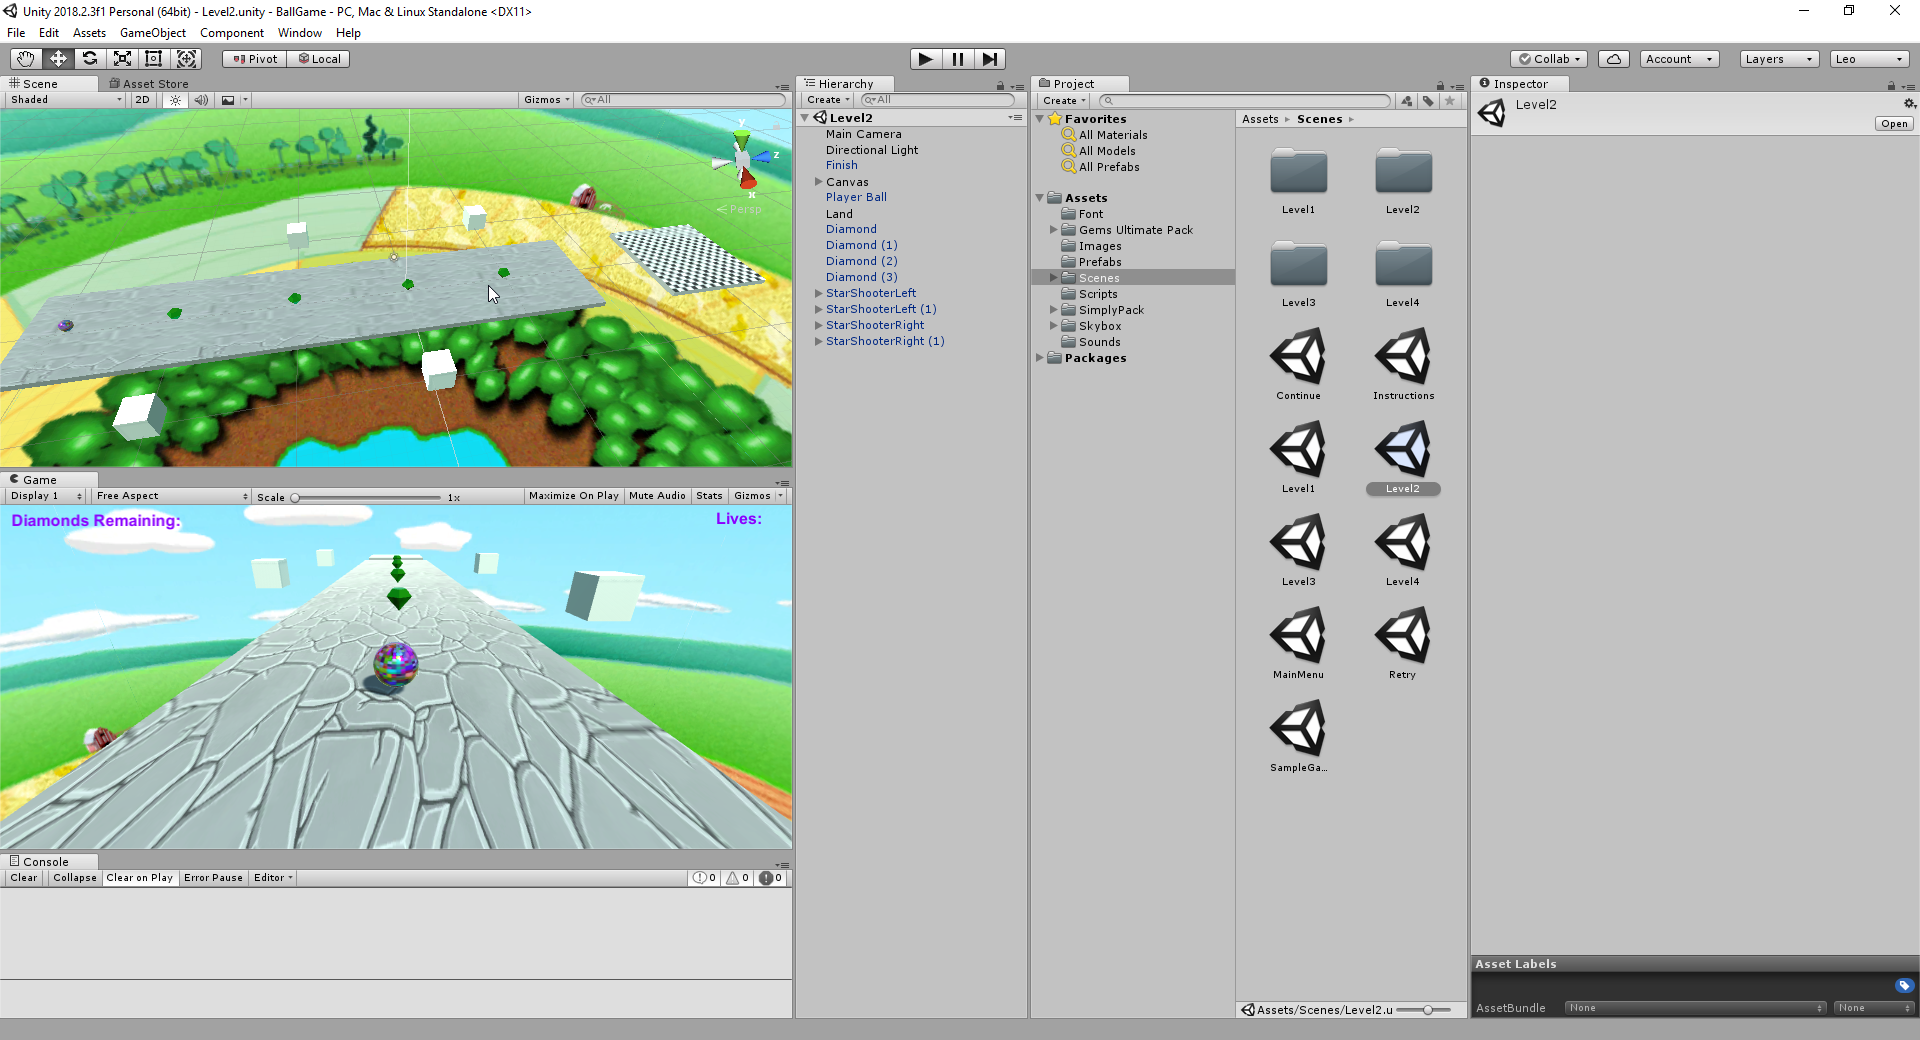 Unity 2018.2.3f1 Personal (64bit) - Level2.unity - BallGame - PC, Mac & Linux Standalone <DX11>
File Edit Assets GameObject Component Window Help
Pivot Local Collab Account Layers Leo
Scene Asset Store
Shaded 2D Gizmos All
y
z
x
Persp
Game
Display 1 Free Aspect Scale 1x Maximize On Play Mute Audio Stats Gizmos
Diamonds Remaining: Lives:
Console
Clear Collapse Clear on Play Error Pause Editor 0 0 0
Hierarchy
Create All
Level2
Main Camera
Directional Light
Finish
Canvas
Player Ball
Land
Diamond
Diamond (1)
Diamond (2)
Diamond (3)
StarShooterLeft
StarShooterLeft (1)
StarShooterRight
StarShooterRight (1)
Project
Create
Favorites
All Materials
All Models
All Prefabs
Assets
Font
Gems Ultimate Pack
Images
Prefabs
Scenes
Scripts
SimplyPack
Skybox
Sounds
Packages
Assets Scenes
Level1 Level2
Level3 Level4
Continue Instructions
Level1 Level2
Level3 Level4
MainMenu Retry
SampleGa...
Assets/Scenes/Level2.u
Inspector
Level2
Open
Asset Labels
AssetBundle None None